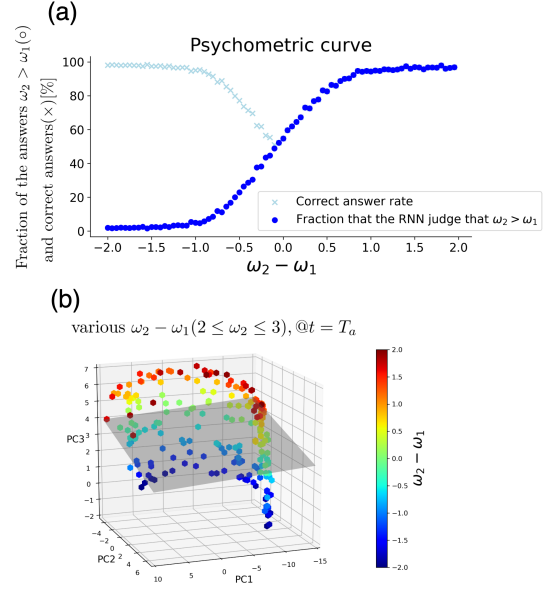 (a)
Psychometric curve
Fraction of the answers ω₂ > ω₁(○)
and correct answers(×)[%]
100
80
60
40
20
0
× Correct answer rate
● Fraction that the RNN judge that ω₂ > ω₁
−2.0 −1.5 −1.0 −0.5 0.0 0.5 1.0 1.5 2.0
ω₂ − ω₁
(b)
various ω₂ − ω₁(2 ≤ ω₂ ≤ 3), @t = Tₐ
7
6
5
4
3
2
1
0
−1
−2
PC3
−4
−2
0
2
4
6
PC2
10 5 0 −5 −10 −15
PC1
2.0
1.5
1.0
0.5
0.0
−0.5
−1.0
−1.5
−2.0
ω₂ − ω₁